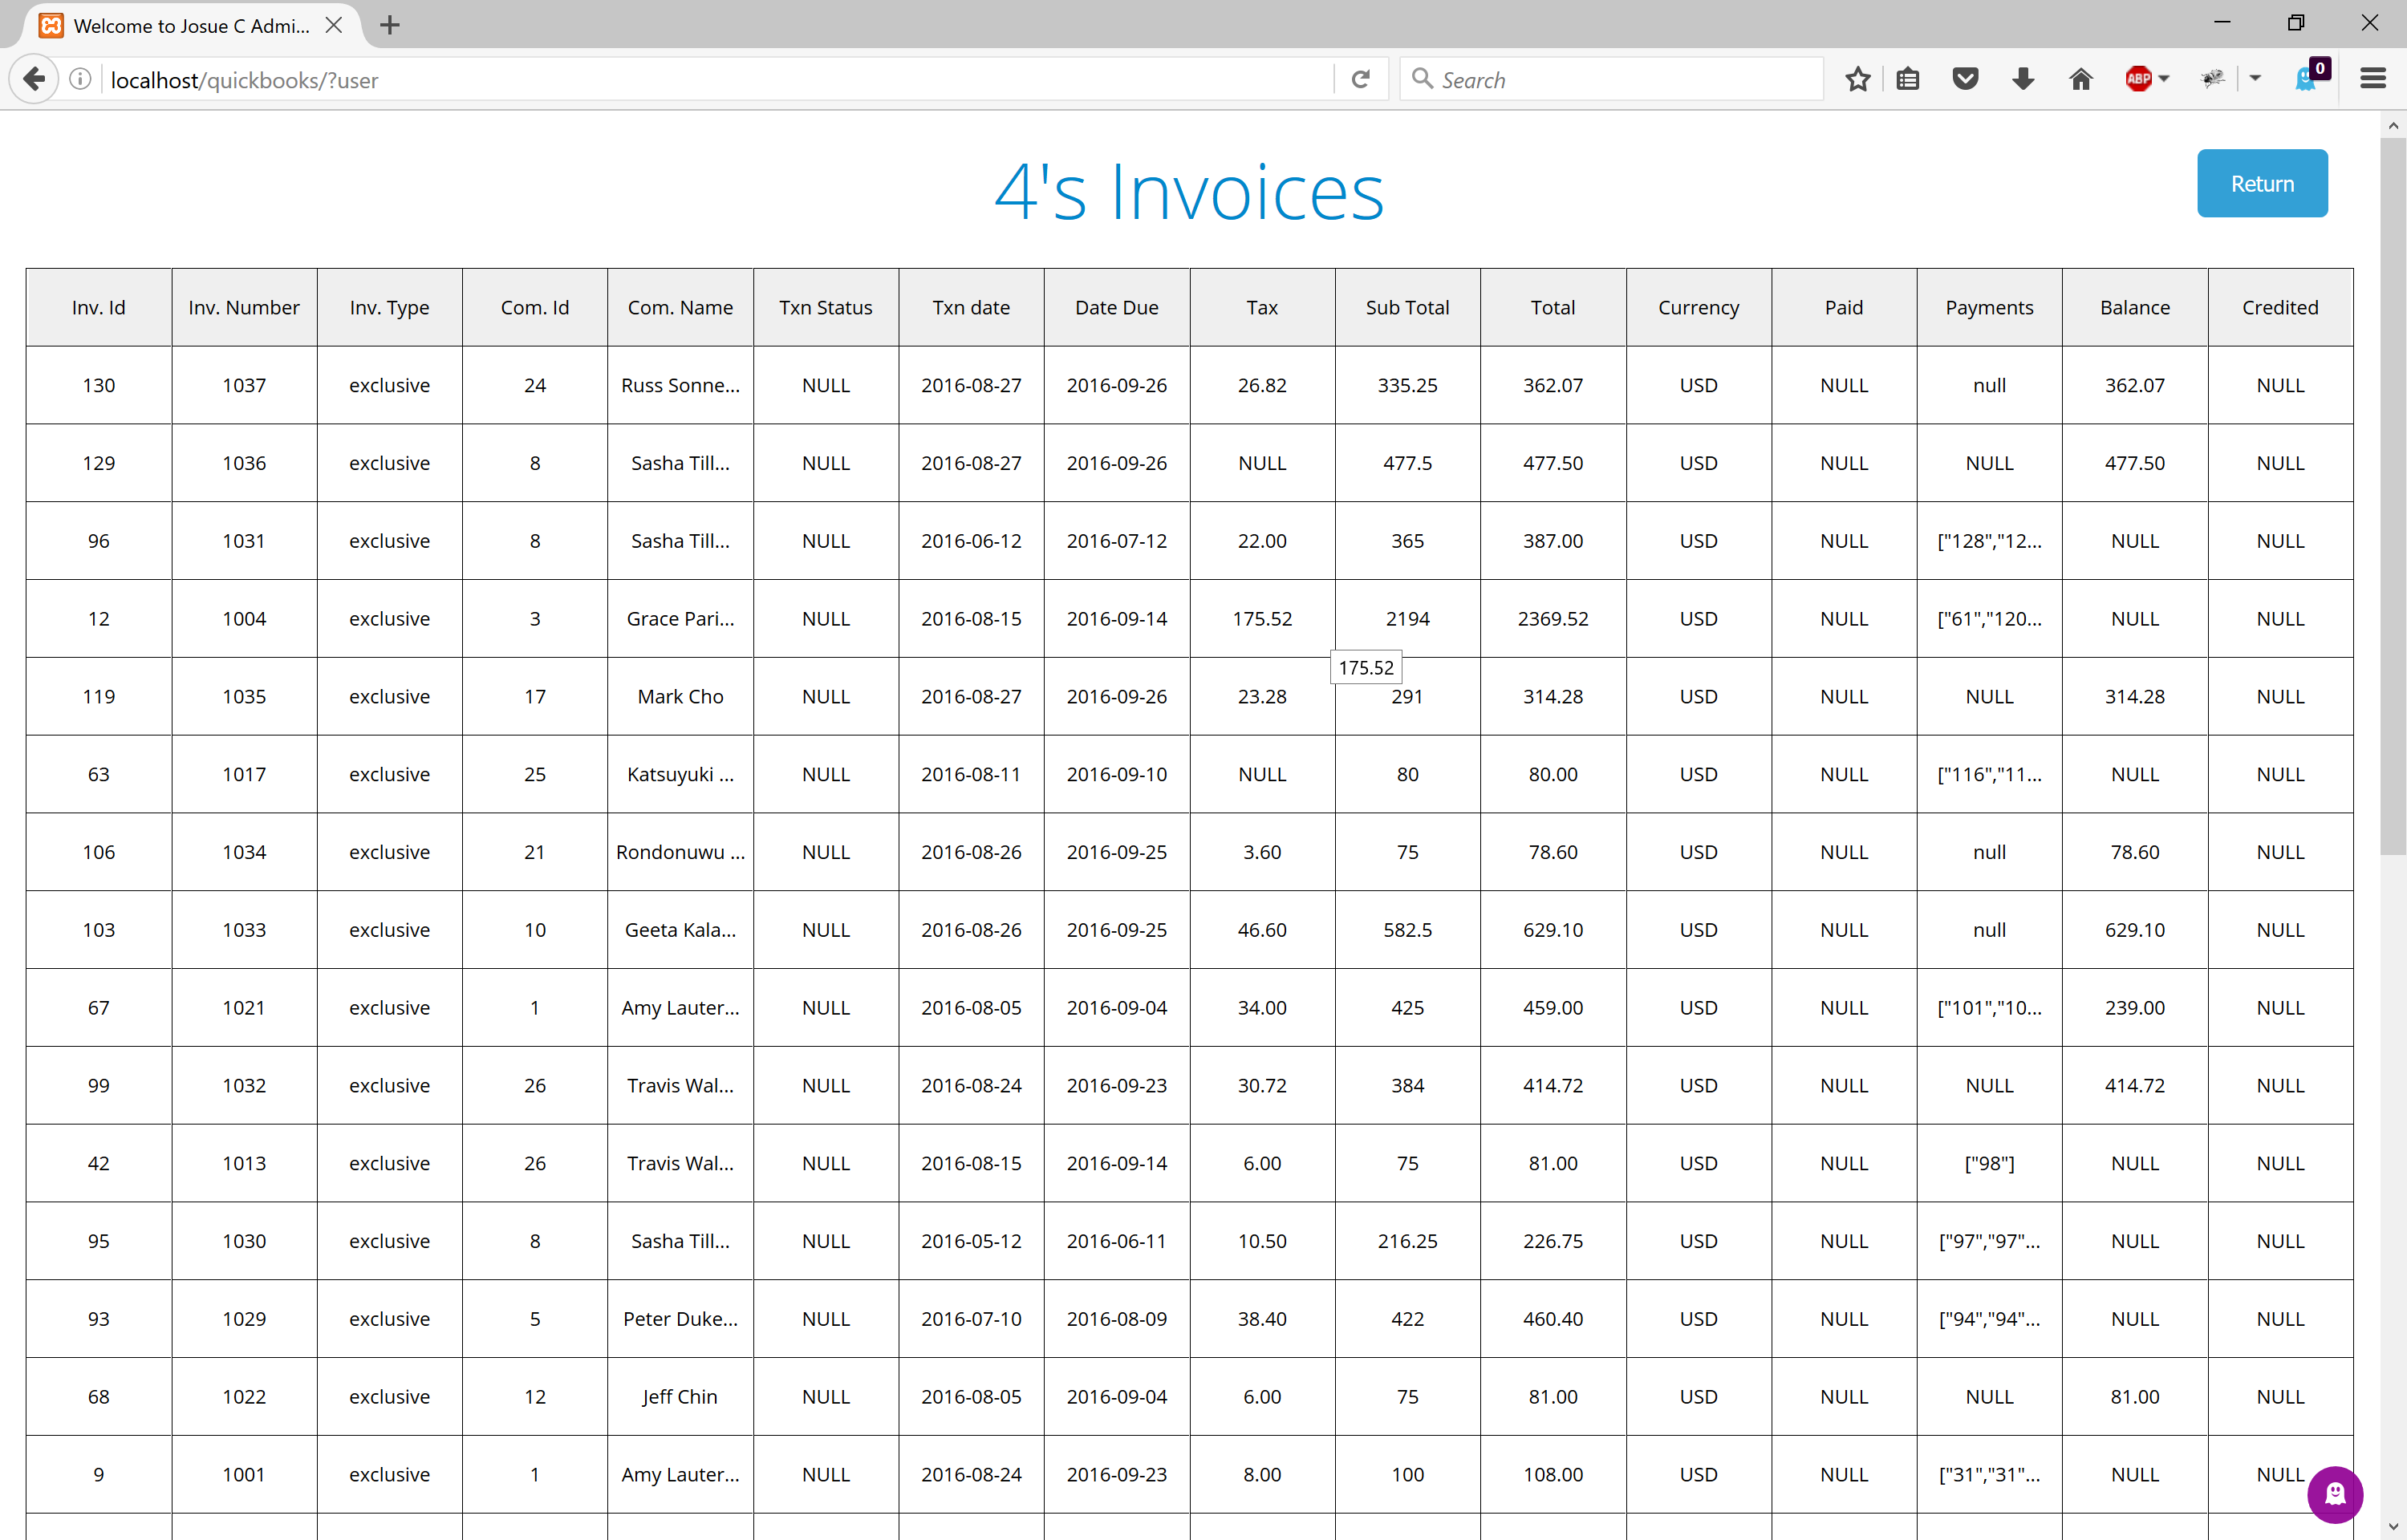 Welcome to Josue C Admi...
localhost/quickbooks/?user
Search
ABP
0
4's Invoices
Return
Inv. Id Inv. Number Inv. Type Com. Id Com. Name Txn Status Txn date Date Due Tax Sub Total Total Currency Paid Payments Balance Credited
130 1037 exclusive 24 Russ Sonne... NULL 2016-08-27 2016-09-26 26.82 335.25 362.07 USD NULL null 362.07 NULL
129 1036 exclusive 8 Sasha Till... NULL 2016-08-27 2016-09-26 NULL 477.5 477.50 USD NULL NULL 477.50 NULL
96 1031 exclusive 8 Sasha Till... NULL 2016-06-12 2016-07-12 22.00 365 387.00 USD NULL ["128","12... NULL NULL
12 1004 exclusive 3 Grace Pari... NULL 2016-08-15 2016-09-14 175.52 2194 2369.52 USD NULL ["61","120... NULL NULL
175.52
119 1035 exclusive 17 Mark Cho NULL 2016-08-27 2016-09-26 23.28 291 314.28 USD NULL NULL 314.28 NULL
63 1017 exclusive 25 Katsuyuki ... NULL 2016-08-11 2016-09-10 NULL 80 80.00 USD NULL ["116","11... NULL NULL
106 1034 exclusive 21 Rondonuwu ... NULL 2016-08-26 2016-09-25 3.60 75 78.60 USD NULL null 78.60 NULL
103 1033 exclusive 10 Geeta Kala... NULL 2016-08-26 2016-09-25 46.60 582.5 629.10 USD NULL null 629.10 NULL
67 1021 exclusive 1 Amy Lauter... NULL 2016-08-05 2016-09-04 34.00 425 459.00 USD NULL ["101","10... 239.00 NULL
99 1032 exclusive 26 Travis Wal... NULL 2016-08-24 2016-09-23 30.72 384 414.72 USD NULL NULL 414.72 NULL
42 1013 exclusive 26 Travis Wal... NULL 2016-08-15 2016-09-14 6.00 75 81.00 USD NULL ["98"] NULL NULL
95 1030 exclusive 8 Sasha Till... NULL 2016-05-12 2016-06-11 10.50 216.25 226.75 USD NULL ["97","97"... NULL NULL
93 1029 exclusive 5 Peter Duke... NULL 2016-07-10 2016-08-09 38.40 422 460.40 USD NULL ["94","94"... NULL NULL
68 1022 exclusive 12 Jeff Chin NULL 2016-08-05 2016-09-04 6.00 75 81.00 USD NULL NULL 81.00 NULL
9 1001 exclusive 1 Amy Lauter... NULL 2016-08-24 2016-09-23 8.00 100 108.00 USD NULL ["31","31"... NULL NULL